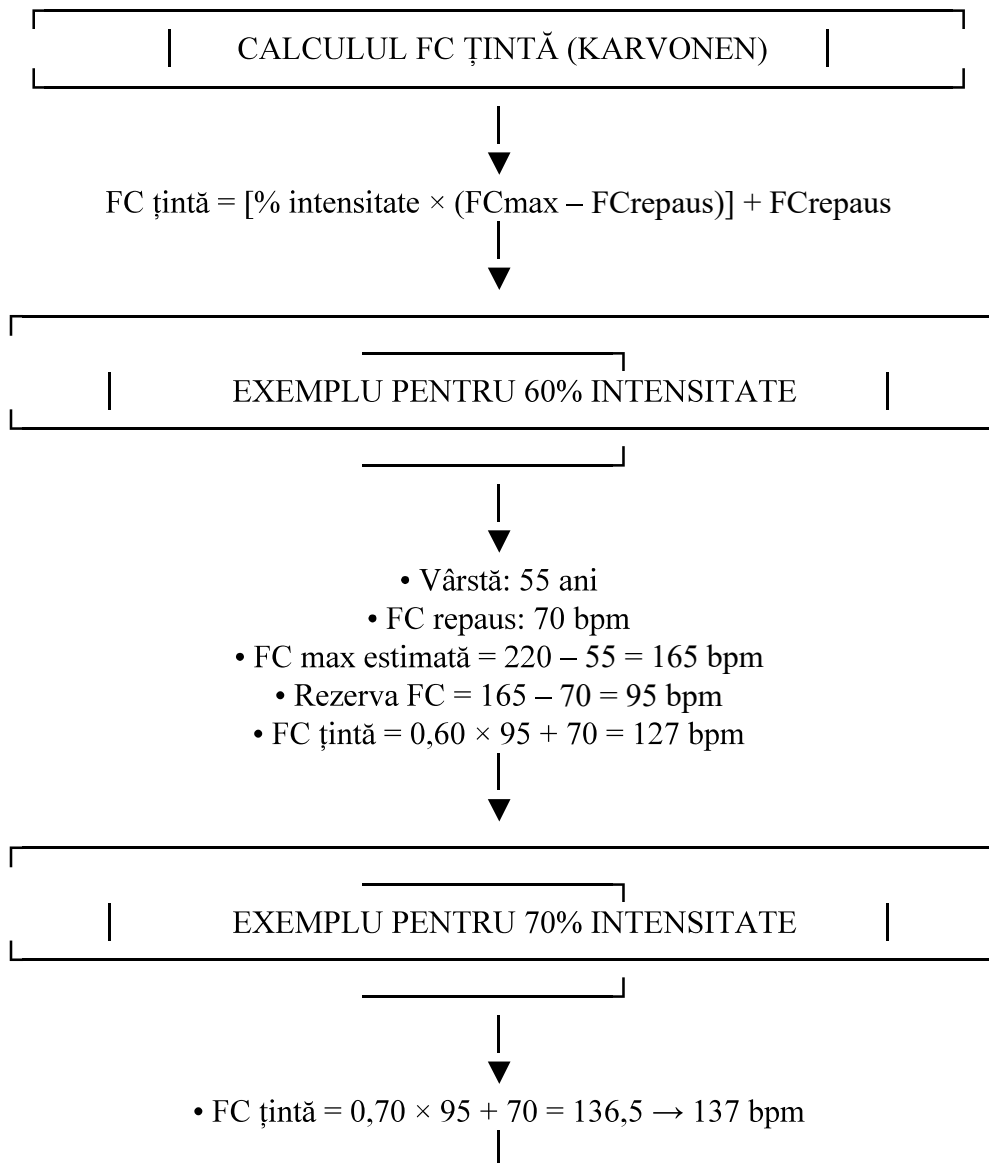 CALCULUL FC ȚINTĂ (KARVONEN)
FC țintă = [% intensitate × (FCmax – FCrepaus)] + FCrepaus
EXEMPLU PENTRU 60% INTENSITATE
• Vârstă: 55 ani
• FC repaus: 70 bpm
• FC max estimată = 220 – 55 = 165 bpm
• Rezerva FC = 165 – 70 = 95 bpm
• FC țintă = 0,60 × 95 + 70 = 127 bpm
EXEMPLU PENTRU 70% INTENSITATE
• FC țintă = 0,70 × 95 + 70 = 136,5 → 137 bpm